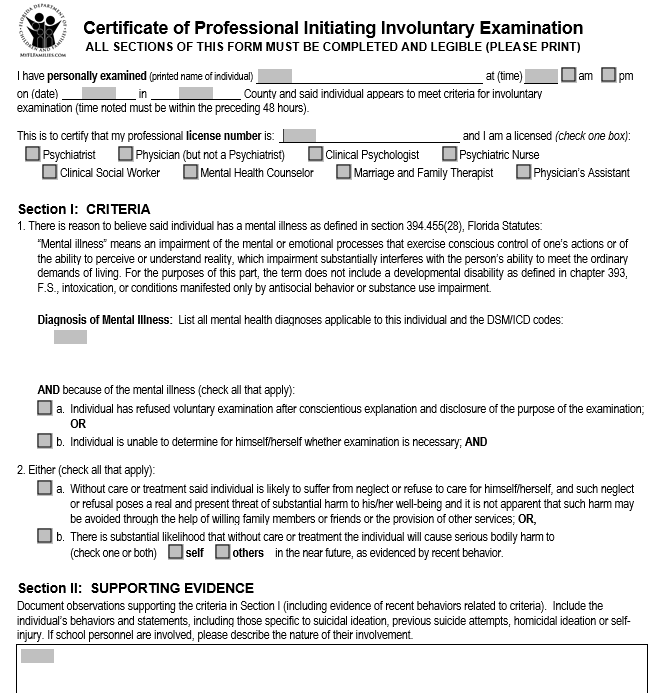 FLORIDA DEPARTMENT OF CHILDREN AND FAMILIES
MYFLFAMILIES.COM
Certificate of Professional Initiating Involuntary Examination
ALL SECTIONS OF THIS FORM MUST BE COMPLETED AND LEGIBLE (PLEASE PRINT)
I have personally examined (printed name of individual) at (time) am pm
on (date) in County and said individual appears to meet criteria for involuntary
examination (time noted must be within the preceding 48 hours).
This is to certify that my professional license number is: and I am a licensed (check one box):
Psychiatrist Physician (but not a Psychiatrist) Clinical Psychologist Psychiatric Nurse
Clinical Social Worker Mental Health Counselor Marriage and Family Therapist Physician's Assistant
Section I: CRITERIA
1. There is reason to believe said individual has a mental illness as defined in section 394.455(28), Florida Statutes:
“Mental illness” means an impairment of the mental or emotional processes that exercise conscious control of one’s actions or of
the ability to perceive or understand reality, which impairment substantially interferes with the person’s ability to meet the ordinary
demands of living. For the purposes of this part, the term does not include a developmental disability as defined in chapter 393,
F.S., intoxication, or conditions manifested only by antisocial behavior or substance use impairment.
Diagnosis of Mental Illness: List all mental health diagnoses applicable to this individual and the DSM/ICD codes:
AND because of the mental illness (check all that apply):
a. Individual has refused voluntary examination after conscientious explanation and disclosure of the purpose of the examination;
OR
b. Individual is unable to determine for himself/herself whether examination is necessary; AND
2. Either (check all that apply):
a. Without care or treatment said individual is likely to suffer from neglect or refuse to care for himself/herself, and such neglect
or refusal poses a real and present threat of substantial harm to his/her well-being and it is not apparent that such harm may
be avoided through the help of willing family members or friends or the provision of other services; OR,
b. There is substantial likelihood that without care or treatment the individual will cause serious bodily harm to
(check one or both) self others in the near future, as evidenced by recent behavior.
Section II: SUPPORTING EVIDENCE
Document observations supporting the criteria in Section I (including evidence of recent behaviors related to criteria). Include the
individual’s behaviors and statements, including those specific to suicidal ideation, previous suicide attempts, homicidal ideation or self-
injury. If school personnel are involved, please describe the nature of their involvement.